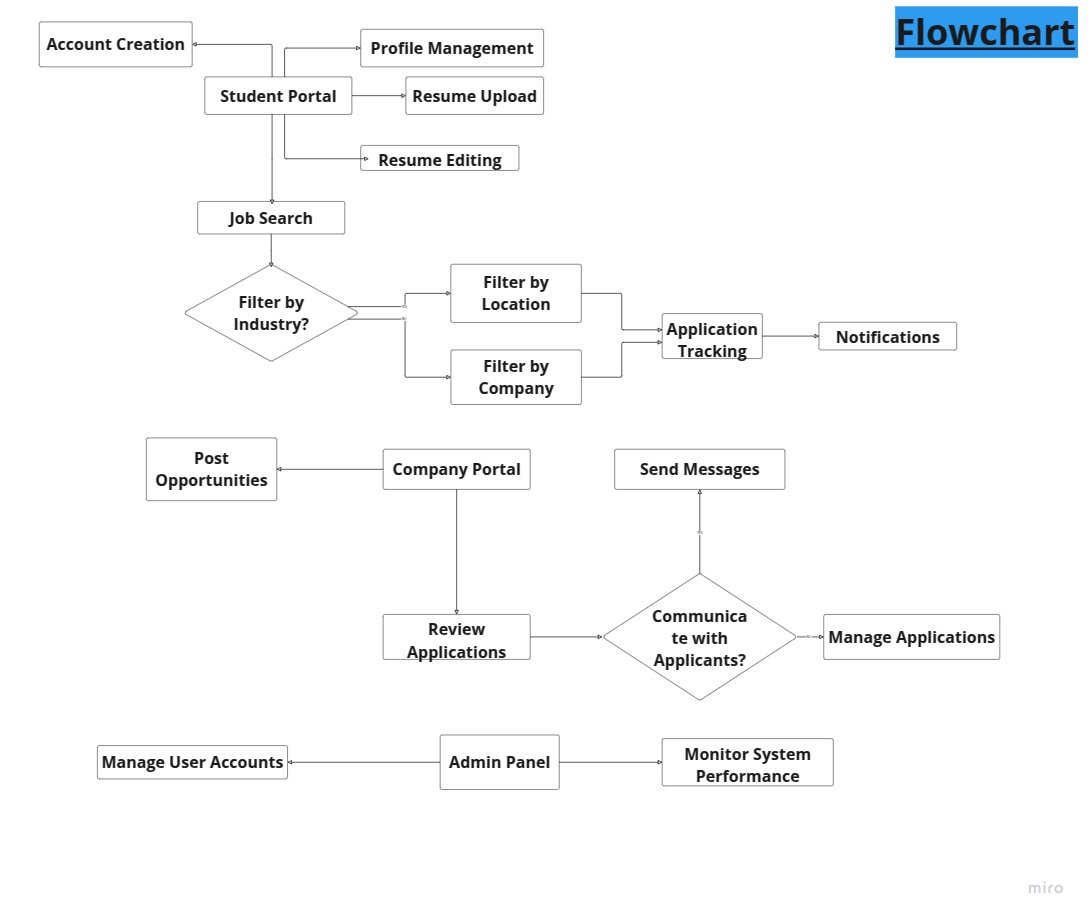 Flowchart
Account Creation
Profile Management
Student Portal
Resume Upload
Resume Editing
Job Search
Filter by
Industry?
Filter by
Location
Filter by
Company
Application
Tracking
Notifications
Post
Opportunities
Company Portal
Send Messages
Review
Applications
Communica
te with
Applicants?
Manage Applications
Manage User Accounts
Admin Panel
Monitor System
Performance
miro